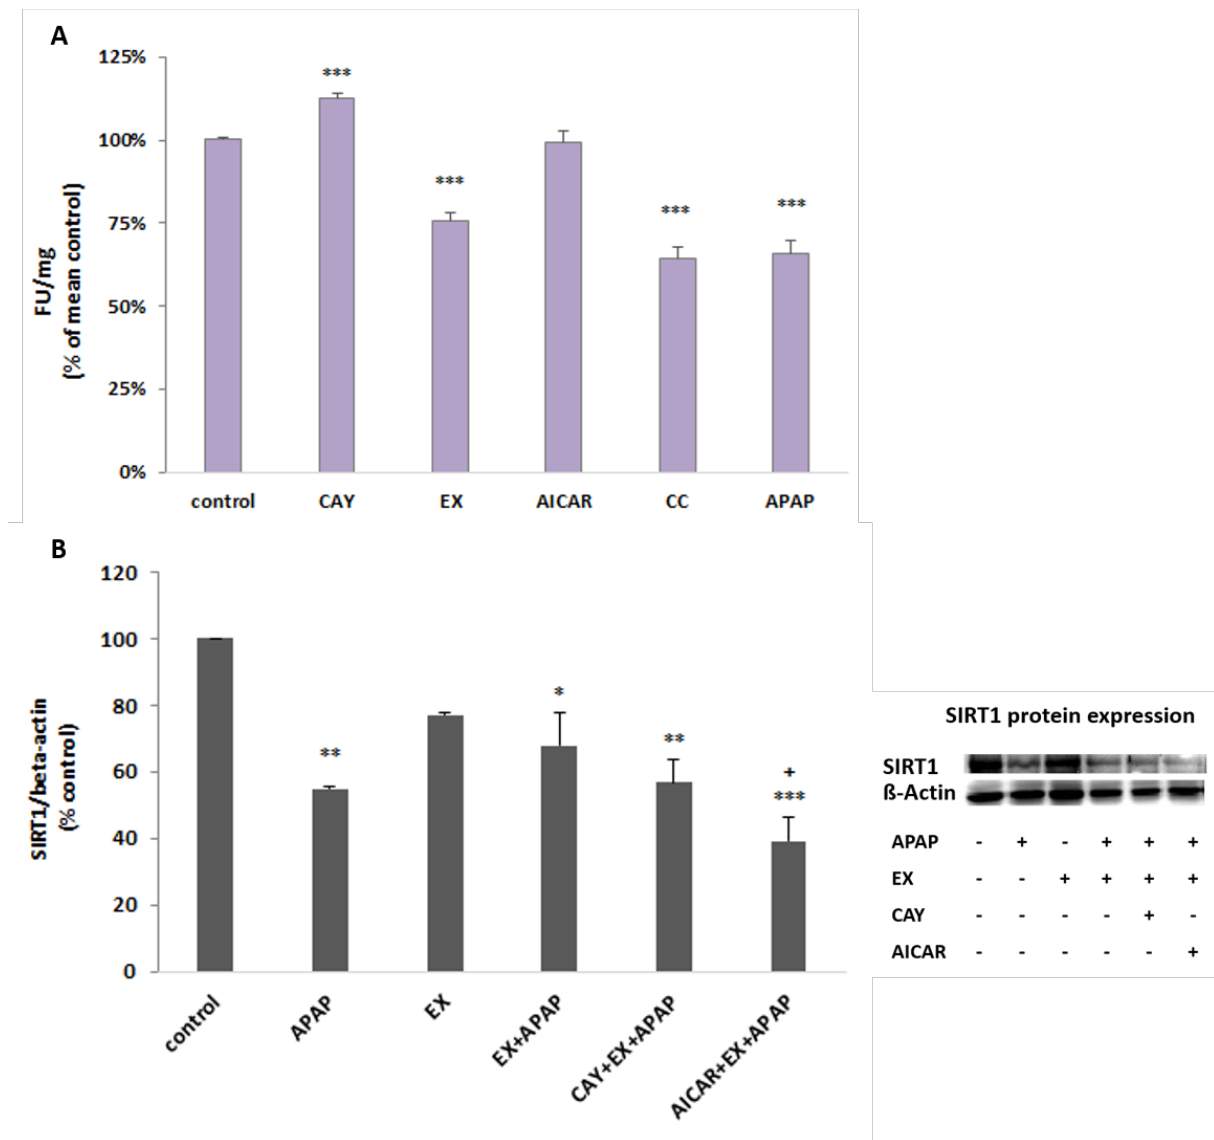 A
125%
100%
75%
50%
25%
0%
FU/mg
(% of mean control)
***
***
***
***
control CAY EX AICAR CC APAP
B
120
100
80
60
40
20
0
SIRT1/beta-actin
(% control)
**
*
**
+
***
control APAP EX EX+APAP CAY+EX+APAP AICAR+EX+APAP
SIRT1 protein expression
SIRT1
ß-Actin
APAP - + - + + +
EX - - + + + +
CAY - - - - + -
AICAR - - - - - +